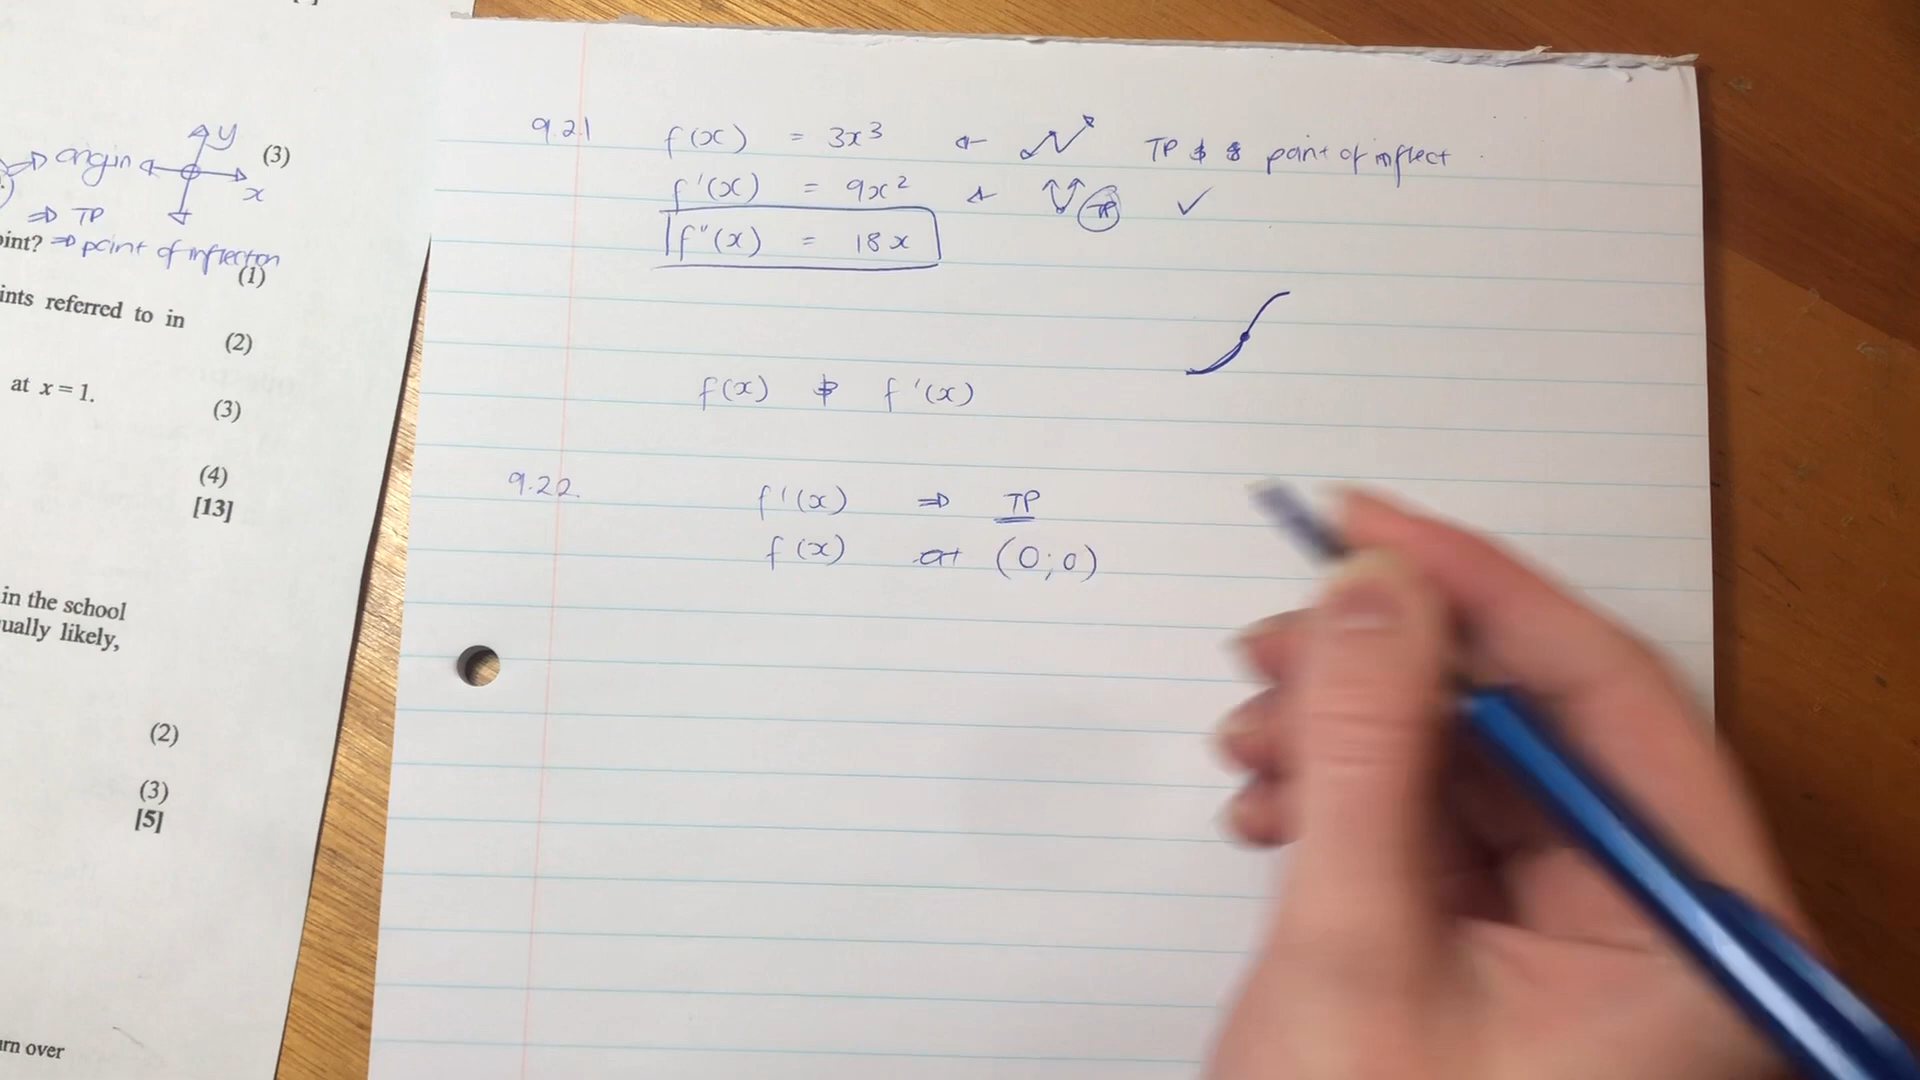 y
origin
(3)
x
⇒ TP
oint? ⇒ point of inflection
(1)
ints referred to in
(2)
at x = 1.
(3)
(4)
[13]
in the school
ually likely,
(2)
(3)
[5]
urn over
9.2.1 f(x) = 3x³ TP & point of inflect
f'(x) = 9x² TP ✓
f''(x) = 18x
f(x) & f'(x)
9.2.2. f'(x) ⇒ TP
f(x) at (0;0)